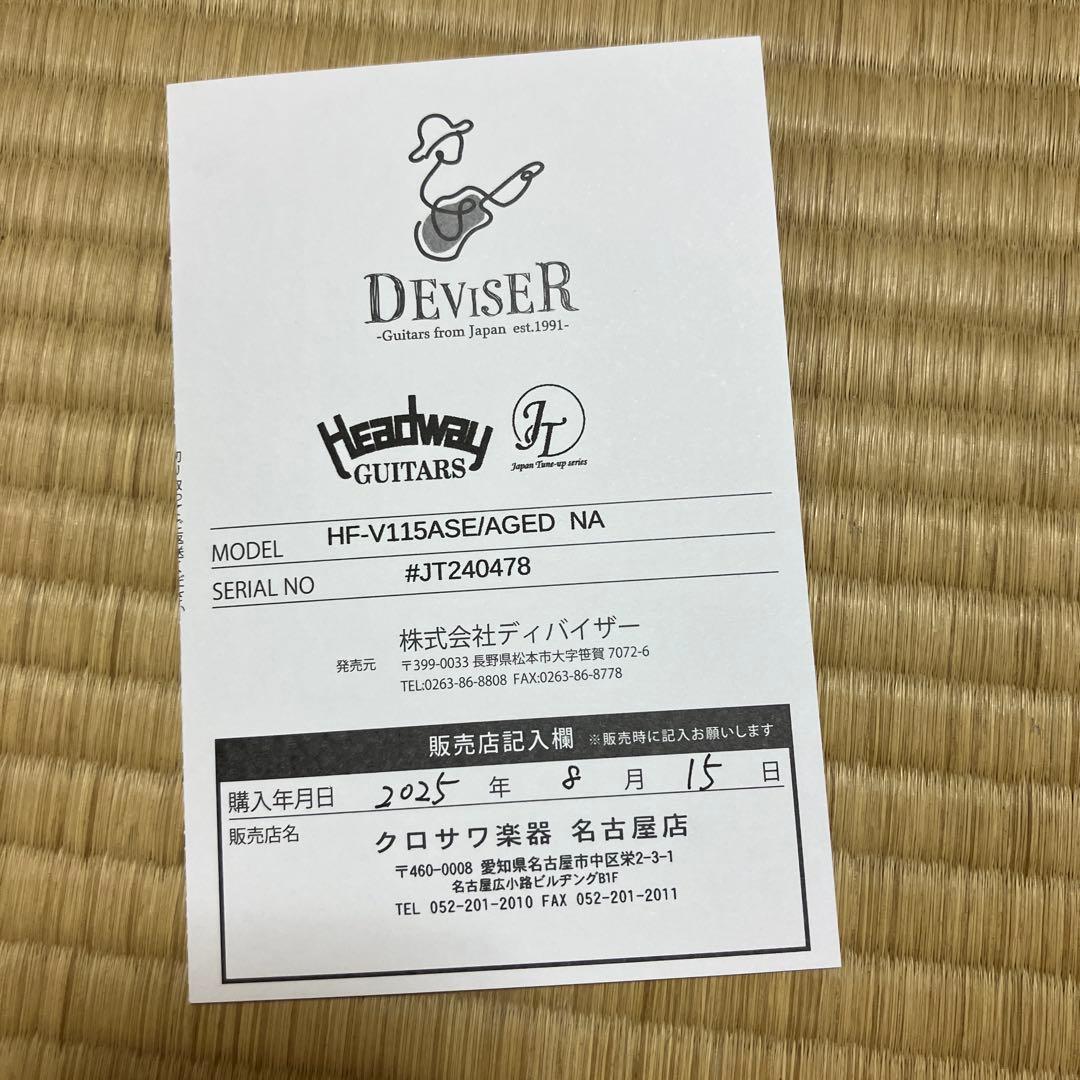 DEVISER
-Guitars from Japan est.1991-
Headway
GUITARS
JT
Japan Tune-up series
MODEL HF-V115ASE/AGED NA
SERIAL NO #JT240478
株式会社ディバイザー
発売元 〒399-0033 長野県松本市大字笹賀 7072-6
TEL:0263-86-8808 FAX:0263-86-8778
販売店記入欄 ※販売時に記入お願いします
購入年月日 2025 年 8 月 15 日
販売店名 クロサワ楽器 名古屋店
〒460-0008 愛知県名古屋市中区栄2-3-1
名古屋広小路ビルヂングB1F
TEL 052-201-2010 FAX 052-201-2011